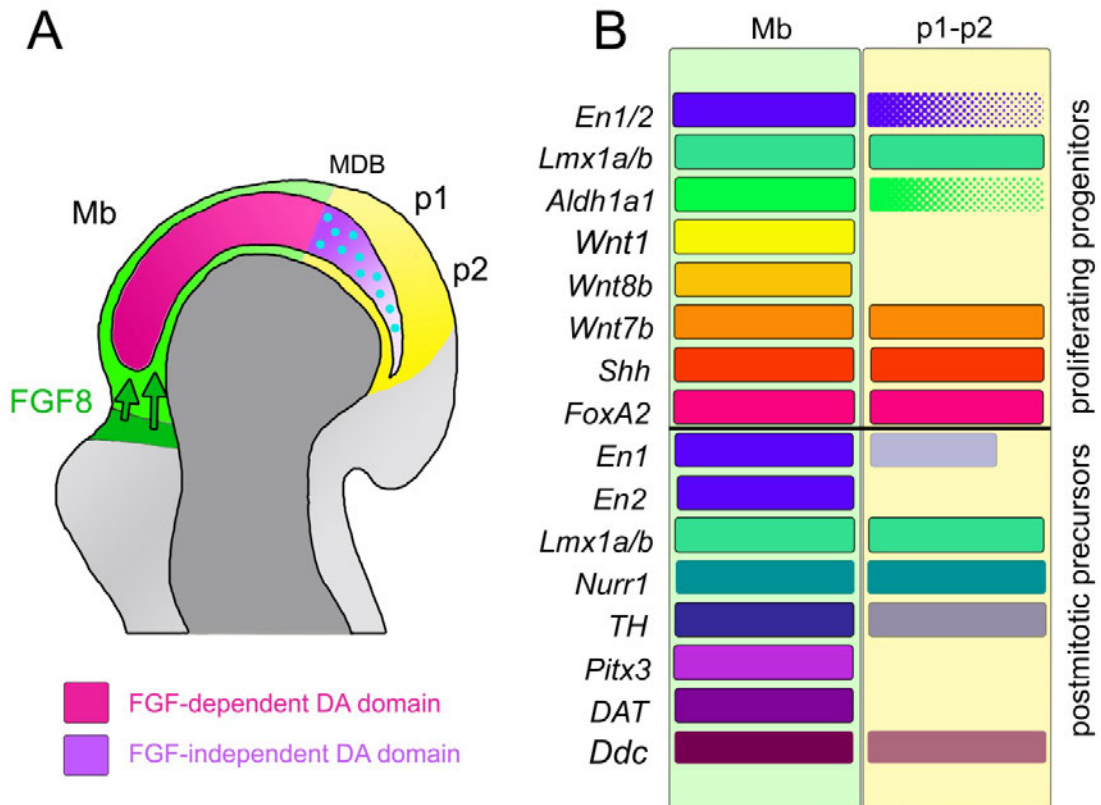 A
MDB
Mb
p1
p2
FGF8
FGF-dependent DA domain
FGF-independent DA domain
B
Mb
p1-p2
En1/2
Lmx1a/b
Aldh1a1
Wnt1
Wnt8b
Wnt7b
Shh
FoxA2
proliferating progenitors
En1
En2
Lmx1a/b
Nurr1
TH
Pitx3
DAT
Ddc
postmitotic precursors